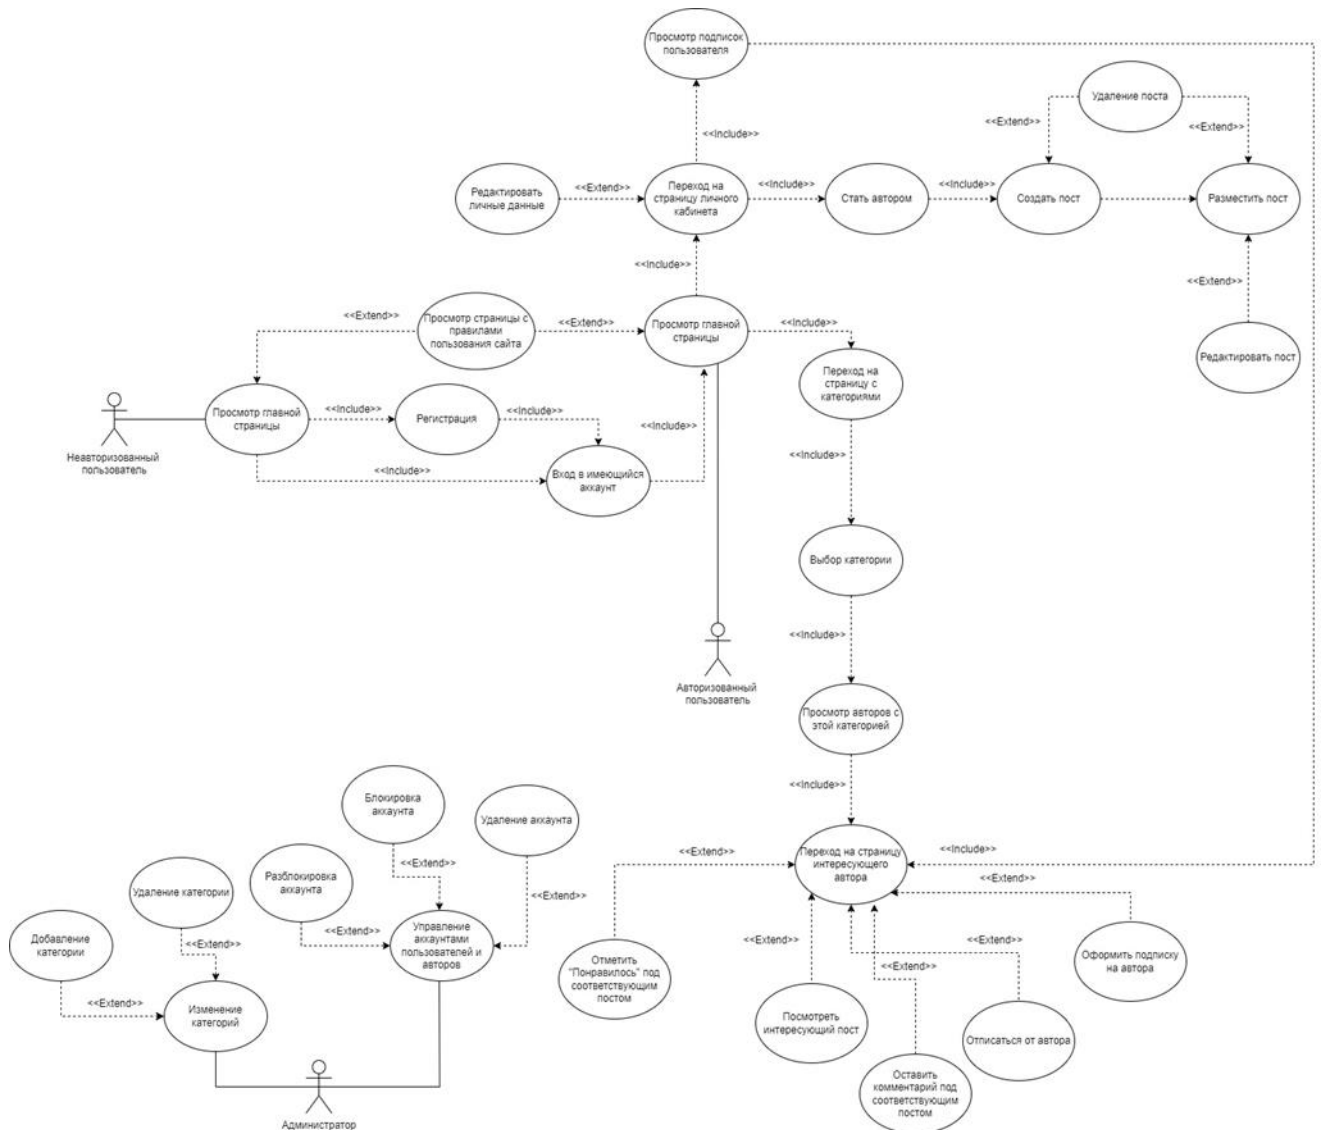 Просмотр подписок
пользователя
Удаление поста
<<Extend>>
<<Extend>>
<<Include>>
Редактировать
личные данные
<<Extend>>
Переход на
страницу личного
кабинета
<<Include>>
Стать автором
<<Include>>
Создать пост
Разместить пост
<<Include>>
<<Extend>>
<<Extend>>
Просмотр страницы с
правилами
пользования сайта
<<Extend>>
Просмотр главной
страницы
<<Include>>
Редактировать пост
Переход на
страницу с
категориями
Неавторизованный
пользователь
Просмотр главной
страницы
<<Include>>
Регистрация
<<Include>>
<<Include>>
<<Include>>
Вход в имеющийся
аккаунт
<<Include>>
Выбор категории
<<Include>>
Авторизованный
пользователь
Просмотр авторов с
этой категорией
<<Include>>
Блокировка
аккаунта
Удаление аккаунта
<<Extend>>
Переход на страницу
интересующего
автора
<<Include>>
<<Extend>>
<<Extend>>
Разблокировка
аккаунта
<<Extend>>
Удаление категории
<<Extend>>
Управление
аккаунтами
пользователей и
авторов
<<Extend>>
Добавление
категории
<<Extend>>
<<Extend>>
Изменение
категорий
Отметить
"Понравилось" под
соответствующим
постом
<<Extend>>
<<Extend>>
<<Extend>>
Оформить подписку
на автора
Посмотреть
интересующий пост
Отписаться от автора
Оставить
комментарий под
соответствующим
постом
Администратор